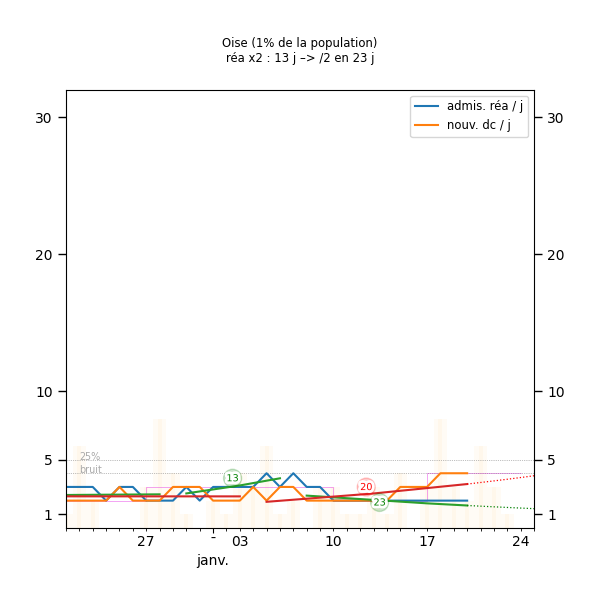 Oise (1% de la population)
réa x2 : 13 j –> /2 en 23 j
admis. réa / j
nouv. dc / j
30 30
20 20
10 10
5 5
1 1
25%
bruit
13
20
23
27 - 03 10 17 24
janv.